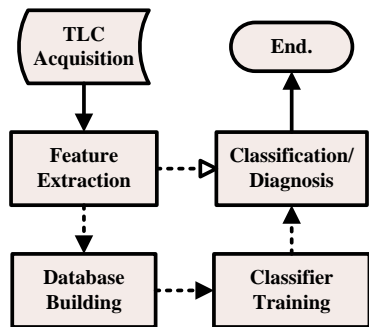 TLC
Acquisition
End.
Feature
Extraction
Classification/
Diagnosis
Database
Building
Classifier
Training